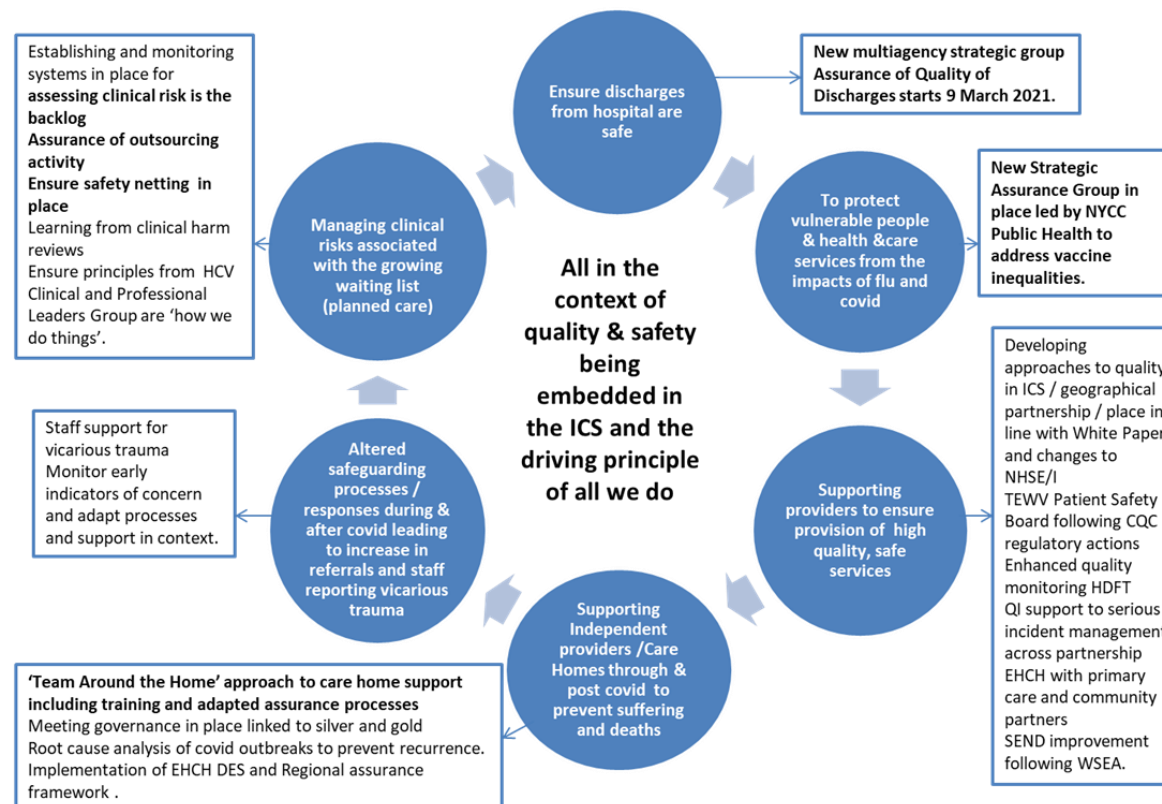 Ensure discharges
from hospital are
safe
New multiagency strategic group
Assurance of Quality of
Discharges starts 9 March 2021.
To protect
vulnerable people
& health &care
services from the
impacts of flu and
covid
New Strategic
Assurance Group in
place led by NYCC
Public Health to
address vaccine
inequalities.
Supporting
providers to ensure
provision of high
quality, safe
services
Developing
approaches to quality
in ICS / geographical
partnership / place in
line with White Paper
and changes to
NHSE/I
TEWV Patient Safety
Board following CQC
regulatory actions
Enhanced quality
monitoring HDFT
QI support to serious
incident management
across partnership
EHCH with primary
care and community
partners
SEND improvement
following WSEA.
Supporting
Independent
providers /Care
Homes through &
post covid to
prevent suffering
and deaths
‘Team Around the Home’ approach to care home support
including training and adapted assurance processes
Meeting governance in place linked to silver and gold
Root cause analysis of covid outbreaks to prevent recurrence.
Implementation of EHCH DES and Regional assurance
framework .
Altered
safeguarding
processes /
responses during &
after covid leading
to increase in
referrals and staff
reporting vicarious
trauma
Staff support for
vicarious trauma
Monitor early
indicators of concern
and adapt processes
and support in context.
Managing clinical
risks associated
with the growing
waiting list
(planned care)
Establishing and monitoring
systems in place for
assessing clinical risk is the
backlog
Assurance of outsourcing
activity
Ensure safety netting in
place
Learning from clinical harm
reviews
Ensure principles from HCV
Clinical and Professional
Leaders Group are ‘how we
do things’.
All in the
context of
quality & safety
being
embedded in
the ICS and the
driving principle
of all we do